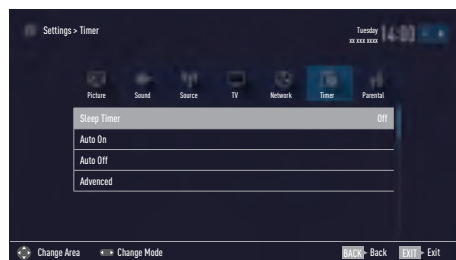 Settings > Timer
Tuesday
xx xxx xxxx
14:00
Picture Sound Source TV Network Timer Parental
Sleep Timer Off
Auto On
Auto Off
Advanced
Change Area Change Mode BACK Back EXIT Exit